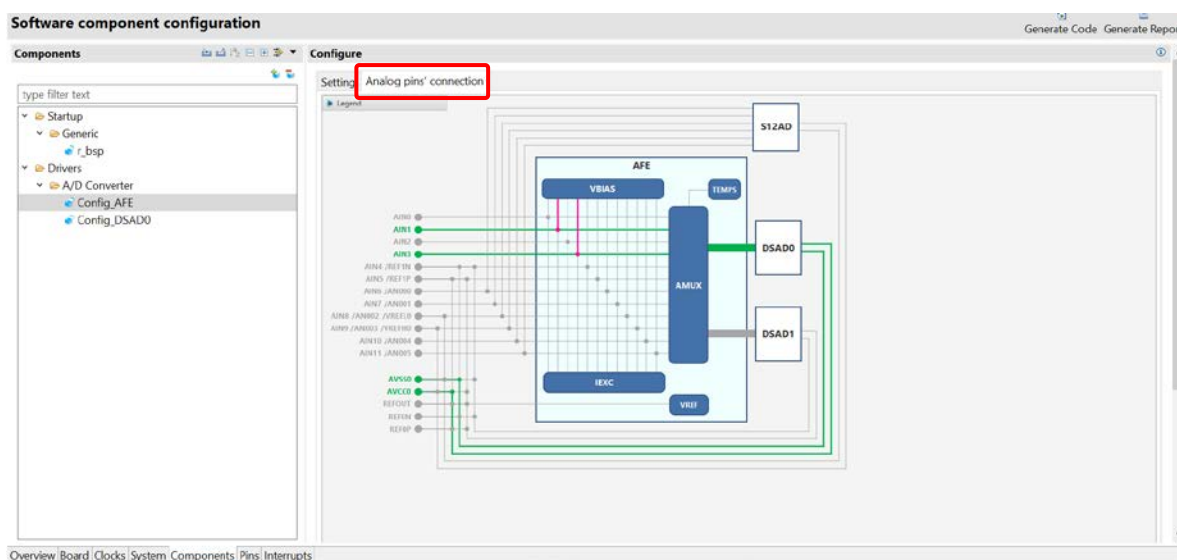 Software component configuration
Generate Code Generate Repor
Components
Configure
Setting
Analog pins' connection
type filter text
Legend
Startup
Generic
r_bsp
Drivers
A/D Converter
Config_AFE
Config_DSAD0
S12AD
AFE
VBIAS
TEMPS
AIN0
AIN1
AIN2
AIN3
AIN4 /REF1N
AIN5 /REF1P
AIN6 /AN000
AIN7 /AN001
AIN8 /AN002 /VREFL0
AIN9 /AN003 /VREFH0
AIN10 /AN004
AIN11 /AN005
DSAD0
AMUX
DSAD1
AVSS0
AVCC0
REFOUT
REF0N
REF0P
IEXC
VREF
Overview Board Clocks System Components Pins Interrupts